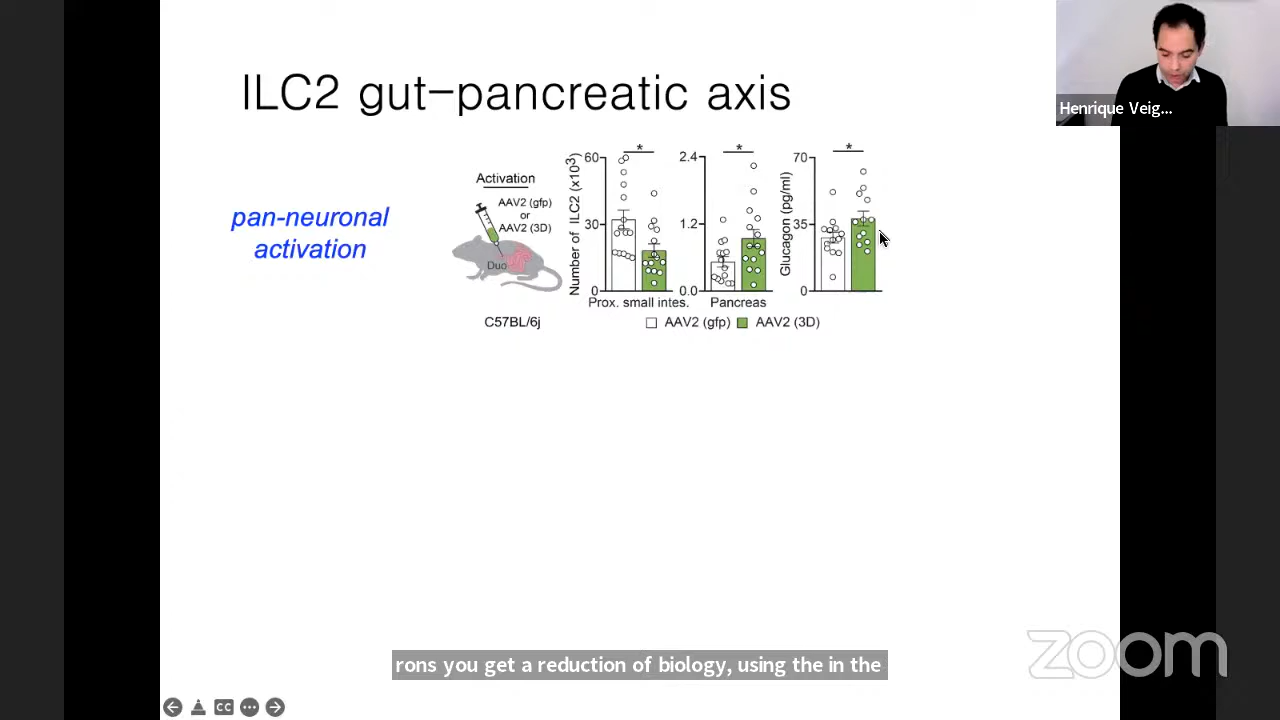 ILC2 gut-pancreatic axis
Henrique Veig...
pan-neuronal
activation
Activation
AAV2 (gfp)
or
AAV2 (3D)
Duo
C57BL/6j
Number of ILC2 (x10³)
60
30
0
*
Prox. small intes.
2.4
1.2
0.0
*
Pancreas
Glucagon (pg/ml)
70
35
0
*
AAV2 (gfp) AAV2 (3D)
rons you get a reduction of biology, using the in the
zoom
CC